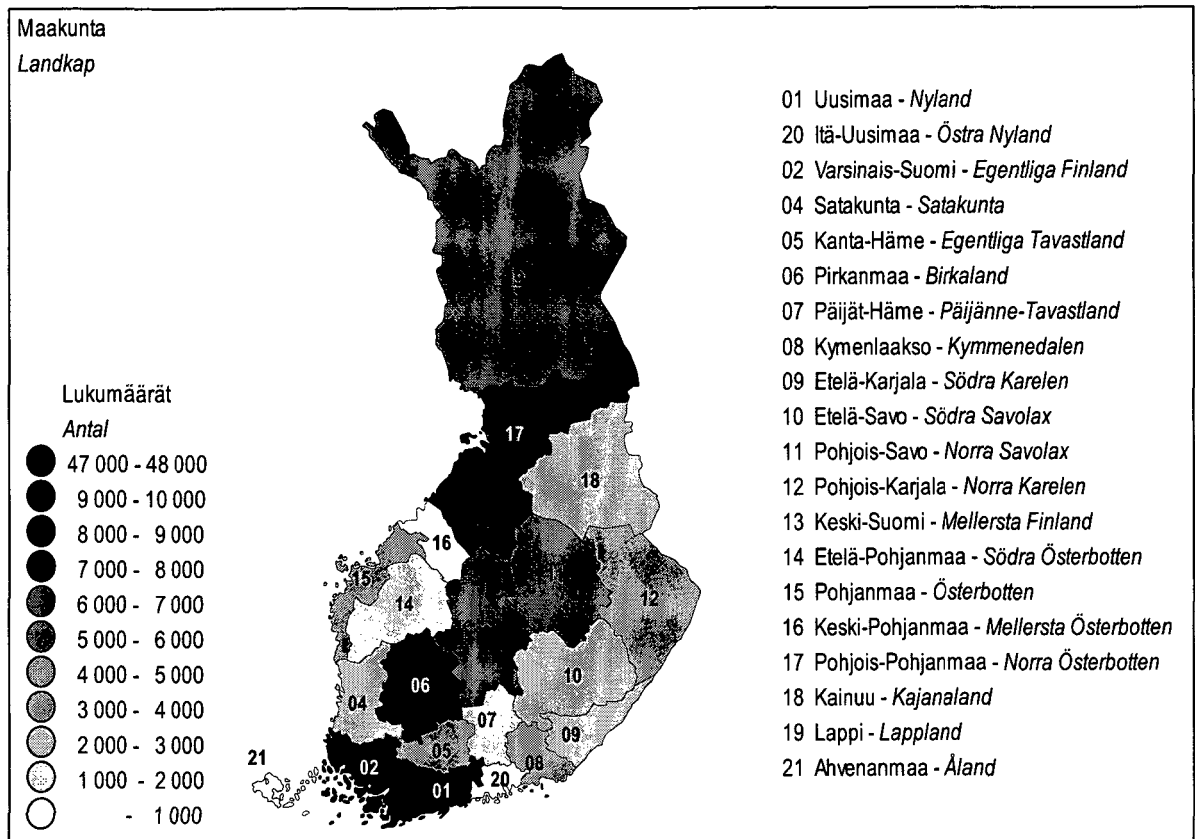 Maakunta
Landkap
01 Uusimaa - Nyland
20 Itä-Uusimaa - Östra Nyland
02 Varsinais-Suomi - Egentliga Finland
04 Satakunta - Satakunta
05 Kanta-Häme - Egentliga Tavastland
06 Pirkanmaa - Birkaland
07 Päijät-Häme - Päijänne-Tavastland
08 Kymenlaakso - Kymmenedalen
09 Etelä-Karjala - Södra Karelen
10 Etelä-Savo - Södra Savolax
11 Pohjois-Savo - Norra Savolax
12 Pohjois-Karjala - Norra Karelen
13 Keski-Suomi - Mellersta Finland
14 Etelä-Pohjanmaa - Södra Österbotten
15 Pohjanmaa - Österbotten
16 Keski-Pohjanmaa - Mellersta Österbotten
17 Pohjois-Pohjanmaa - Norra Österbotten
18 Kainuu - Kajanaland
19 Lappi - Lappland
21 Ahvenanmaa - Åland
Lukumäärät
Antal
47 000 - 48 000
9 000 - 10 000
8 000 - 9 000
7 000 - 8 000
6 000 - 7 000
5 000 - 6 000
4 000 - 5 000
3 000 - 4 000
2 000 - 3 000
1 000 - 2 000
- 1 000
17
18
16
15
14
12
10
06
04
07
09
05
08
21
02
20
01